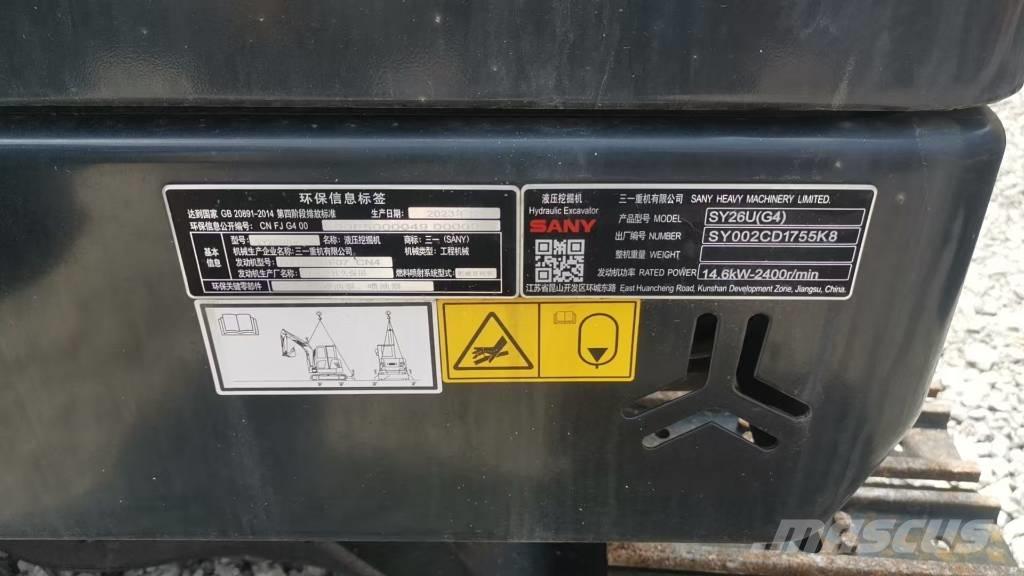 环保信息标签
达到国家 GB 20891-2014 第四阶段排放标准 生产日期:
环保信息公开编号: CN FJ G4 00
基本信息
型号: 名称: 液压挖掘机 商标: 三一 (SANY)
机械生产企业名称: 三一重机有限公司 机械类型: 工程机械
发动机型号:
发动机生产厂名称: 燃料喷射系统型式:
环保关键零部件
液压挖掘机
Hydraulic Excavator
SANY
三一重机有限公司 SANY HEAVY MACHINERY LIMITED.
产品型号 MODEL SY26U(G4)
出厂编号 NUMBER SY002CD1755K8
整机重量 WEIGHT
发动机功率 RATED POWER 14.6kW-2400r/min
江苏省昆山开发区环城东路 East Huancheng Road, Kunshan Development Zone, Jiangsu, China.
MASCUS